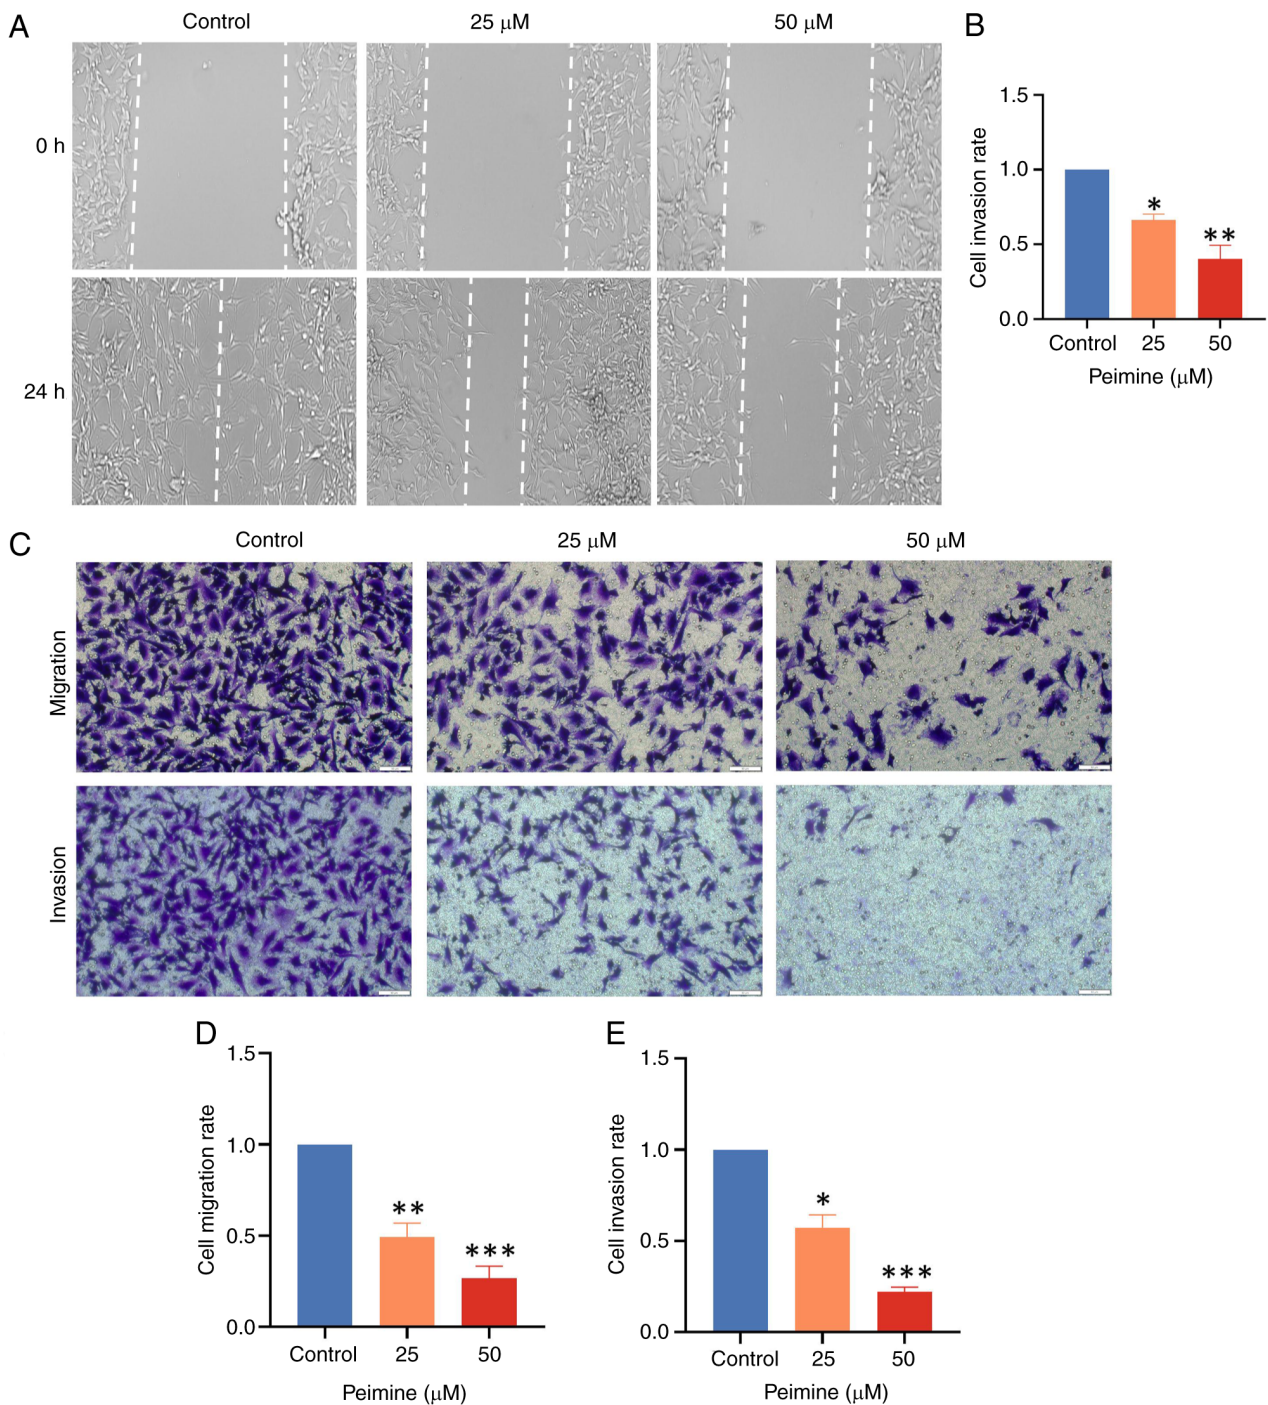 A
Control
25 μM
50 μM
0 h
24 h
B
1.5
1.0
0.5
0.0
Cell invasion rate
*
**
Control
25
50
Peimine (μM)
C
Control
25 μM
50 μM
Migration
Invasion
D
1.5
1.0
0.5
0.0
Cell migration rate
**
***
Control
25
50
Peimine (μM)
E
1.5
1.0
0.5
0.0
Cell invasion rate
*
***
Control
25
50
Peimine (μM)